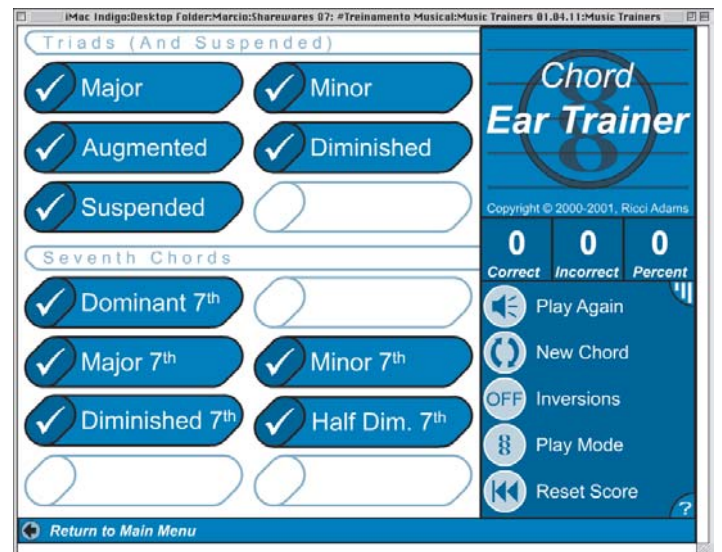 iMac Indigo:Desktop Folder:Marcio:Sharewares 07: #Treinamento Musical:Music Trainers 01.04.11:Music Trainers
Triads (And Suspended)
Major
Minor
Augmented
Diminished
Suspended
Seventh Chords
Dominant 7th
Major 7th
Minor 7th
Diminished 7th
Half Dim. 7th
Chord
Ear Trainer
Copyright © 2000-2001, Ricci Adams
0 0 0
Correct Incorrect Percent
Play Again
New Chord
OFF Inversions
Play Mode
Reset Score
?
Return to Main Menu